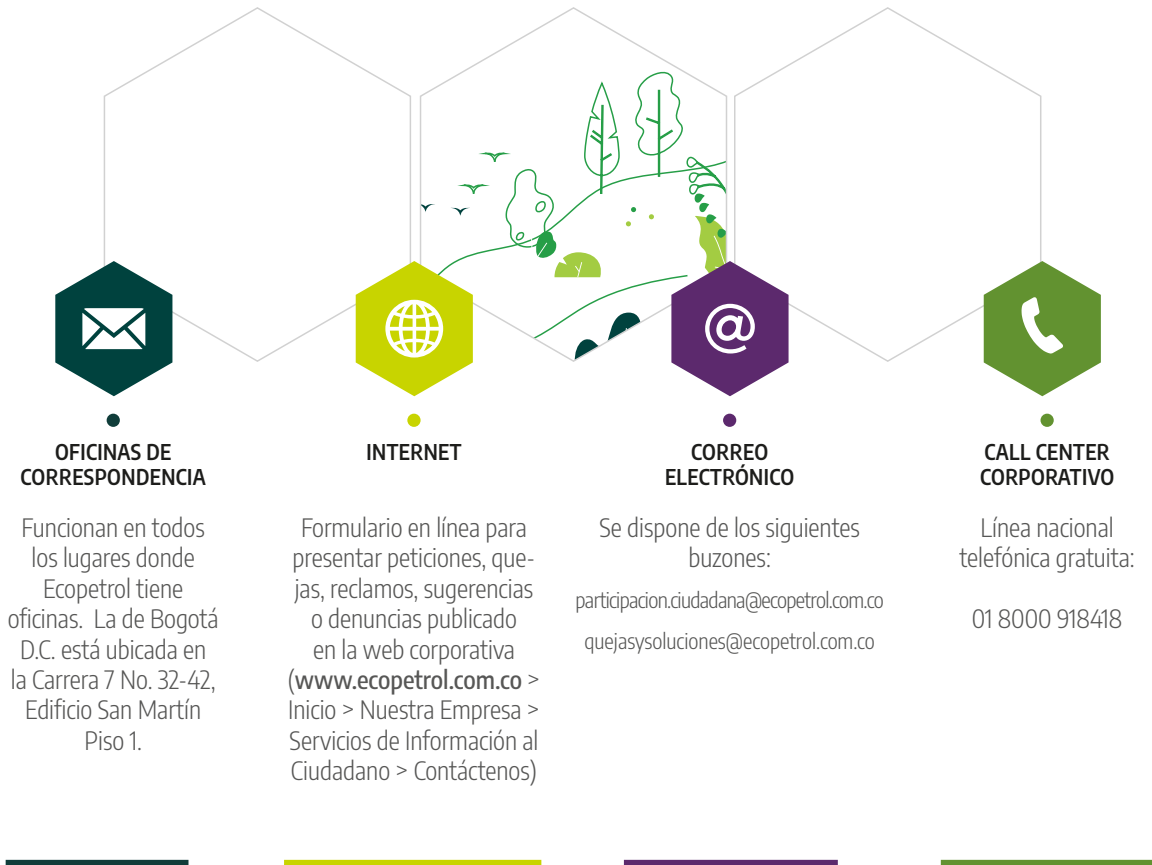 OFICINAS DE
CORRESPONDENCIA
Funcionan en todos
los lugares donde
Ecopetrol tiene
oficinas. La de Bogotá
D.C. está ubicada en
la Carrera 7 No. 32-42,
Edificio San Martín
Piso 1.
INTERNET
Formulario en línea para
presentar peticiones, que-
jas, reclamos, sugerencias
o denuncias publicado
en la web corporativa
(www.ecopetrol.com.co >
Inicio > Nuestra Empresa >
Servicios de Información al
Ciudadano > Contáctenos)
@
CORREO
ELECTRÓNICO
Se dispone de los siguientes
buzones:
participacion.ciudadana@ecopetrol.com.co
quejasysoluciones@ecopetrol.com.co
CALL CENTER
CORPORATIVO
Línea nacional
telefónica gratuita:
01 8000 918418